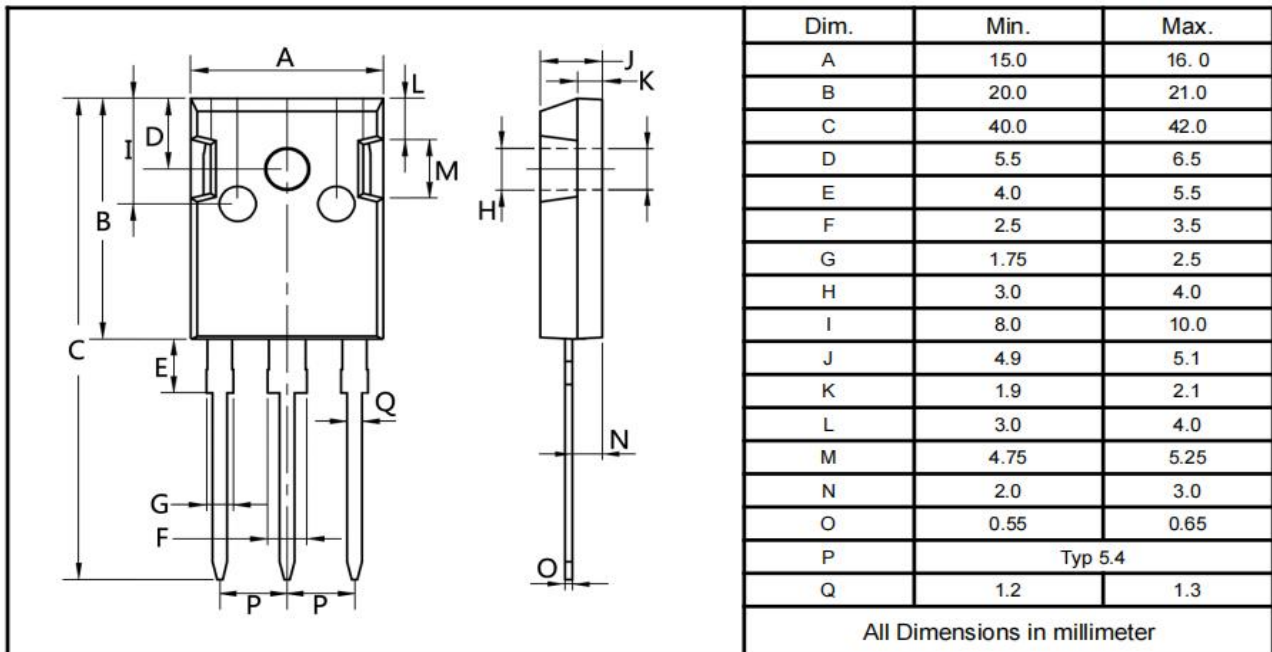 A
L
J
K
D
I
M
H
B
C
E
Q
N
G
F
O
P P
Dim. Min. Max.
A 15.0 16. 0
B 20.0 21.0
C 40.0 42.0
D 5.5 6.5
E 4.0 5.5
F 2.5 3.5
G 1.75 2.5
H 3.0 4.0
I 8.0 10.0
J 4.9 5.1
K 1.9 2.1
L 3.0 4.0
M 4.75 5.25
N 2.0 3.0
O 0.55 0.65
P Typ 5.4
Q 1.2 1.3
All Dimensions in millimeter